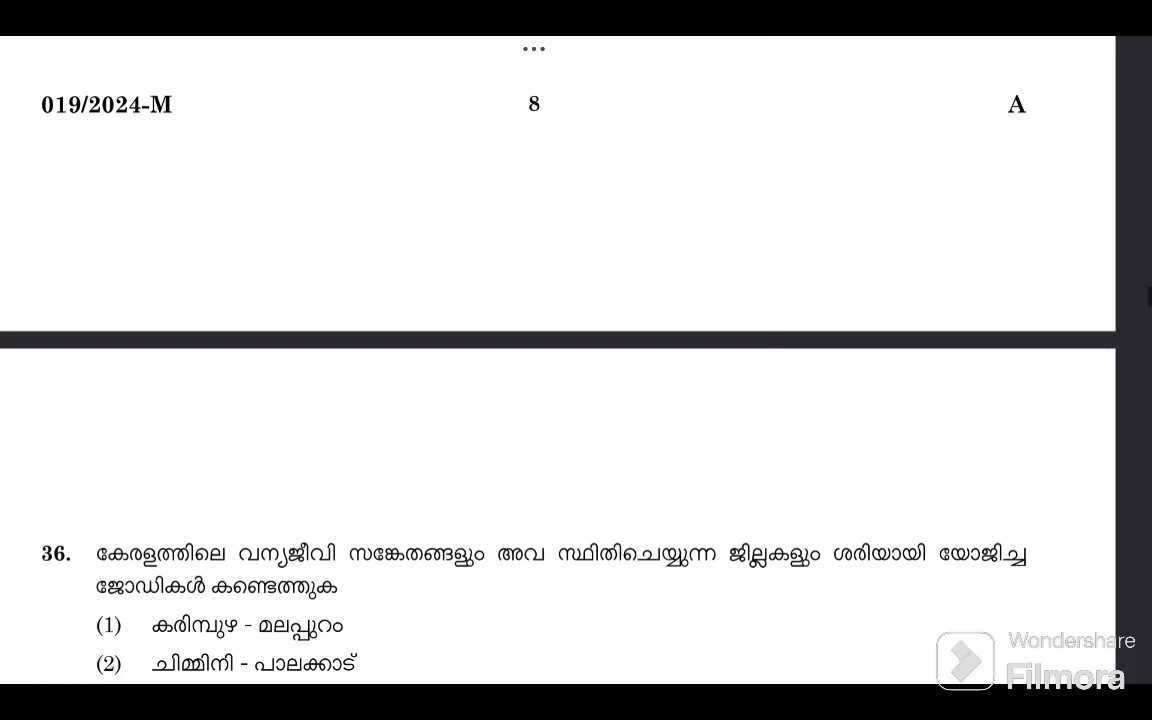 ...
019/2024-M 8 A
36. കേരളത്തിലെ വന്യജീവി സങ്കേതങ്ങളും അവ സ്ഥിതിചെയ്യുന്ന ജില്ലകളും ശരിയായി യോജിച്ച
ജോഡികൾ കണ്ടെത്തുക
(1) കരിമ്പുഴ - മലപ്പുറം
(2) ചിമ്മിനി - പാലക്കാട്
Wondershare
Filmora